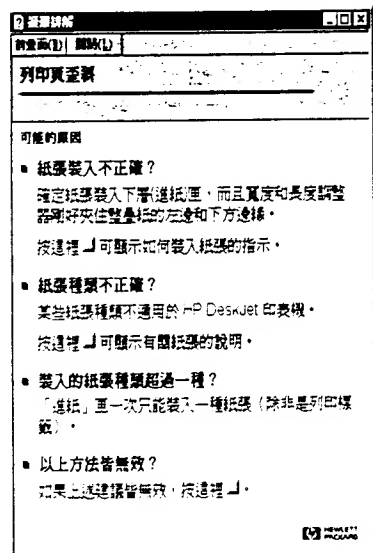 前畫面(B) 關閉(L)
列印頁歪斜
可能的原因
▪ 紙張裝入不正確？
確定紙張裝入下層(進紙)匣，而且寬度和長度調整
器剛好夾住整疊紙的左邊和下方邊緣。
按這裡 可顯示如何裝入紙張的指示。
▪ 紙張種類不正確？
某些紙張種類不適用於 HP DeskJet 印表機。
按這裡 可顯示有關紙張的說明。
▪ 裝入的紙張種類超過一種？
「進紙」匣一次只能裝入一種紙張（除非是列印標
籤）。
▪ 以上方法皆無效？
如果上述建議皆無效，按這裡 。
HEWLETT
PACKARD